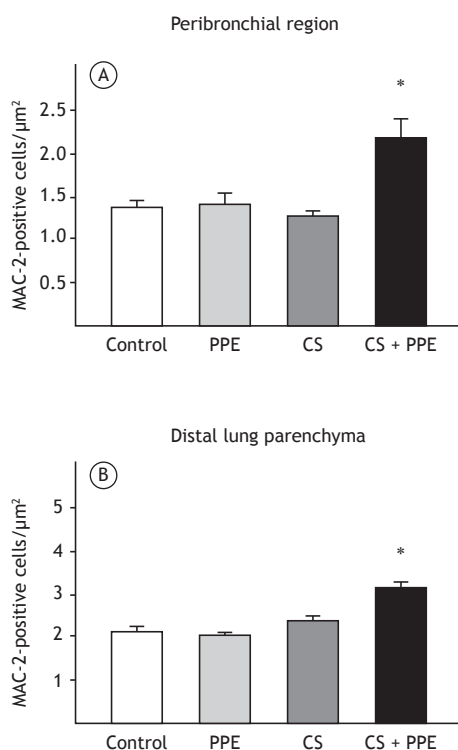 Peribronchial region
A
MAC-2-positive cells/µm²
2.5
2.0
1.5
1.0
0.5
*
Control PPE CS CS + PPE
Distal lung parenchyma
B
MAC-2-positive cells/µm²
5
4
3
2
1
*
Control PPE CS CS + PPE